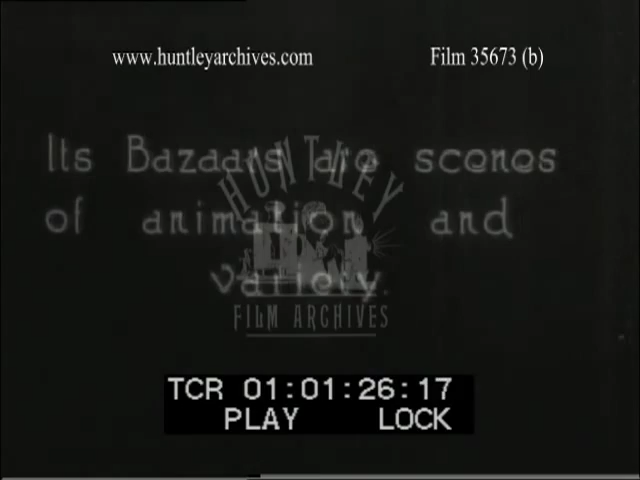 www.huntleyarchives.com Film 35673 (b)
Its Bazaars are scenes
of animation and
variety.
HUNTLEY
FILM ARCHIVES
TCR 01:01:26:17
PLAY LOCK